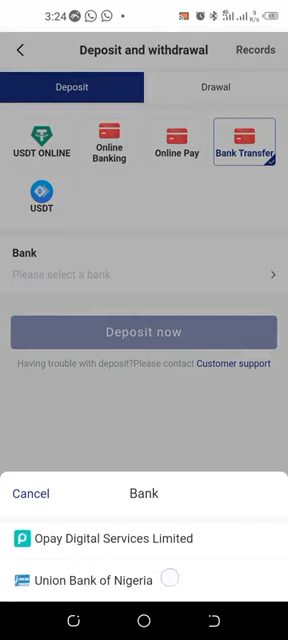 3:24
Deposit and withdrawal
Records
Deposit
Drawal
USDT ONLINE
Online
Banking
Online Pay
Bank Transfer
USDT
Bank
Please select a bank
Deposit now
Having trouble with deposit?Please contact Customer support
Cancel
Bank
Opay Digital Services Limited
Union Bank of Nigeria